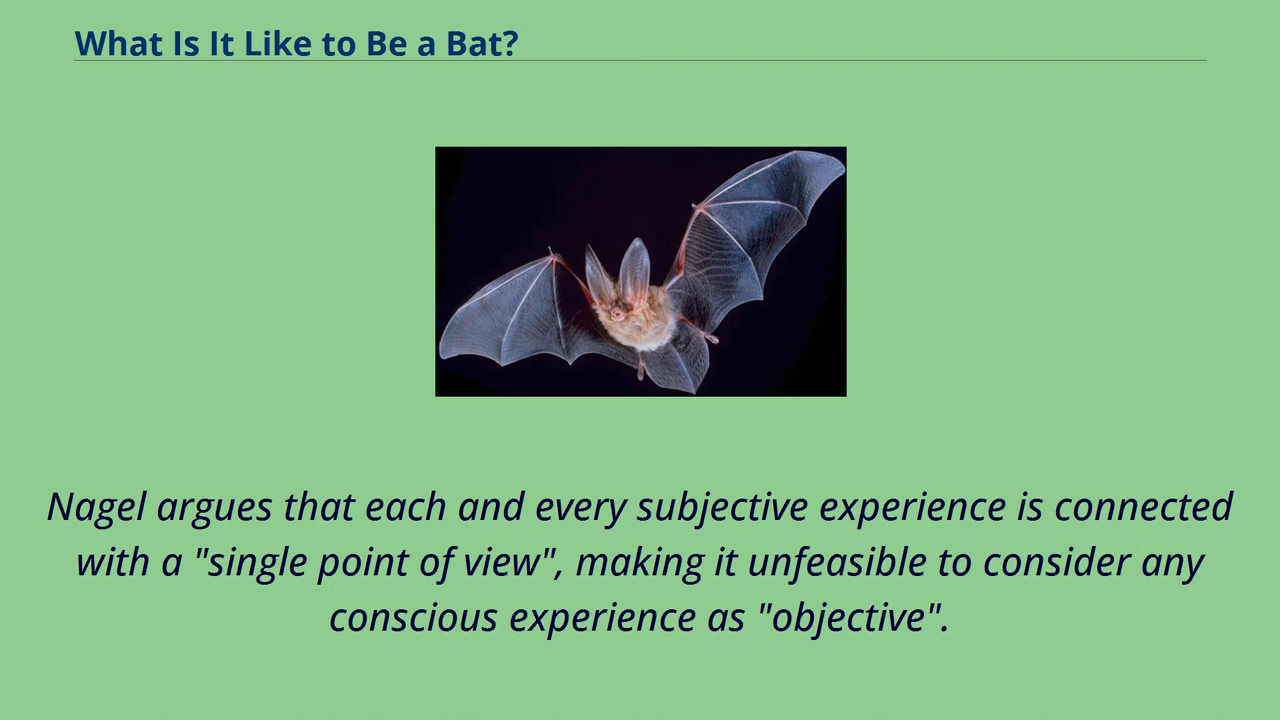 What Is It Like to Be a Bat?
Nagel argues that each and every subjective experience is connected
with a "single point of view", making it unfeasible to consider any
conscious experience as "objective".